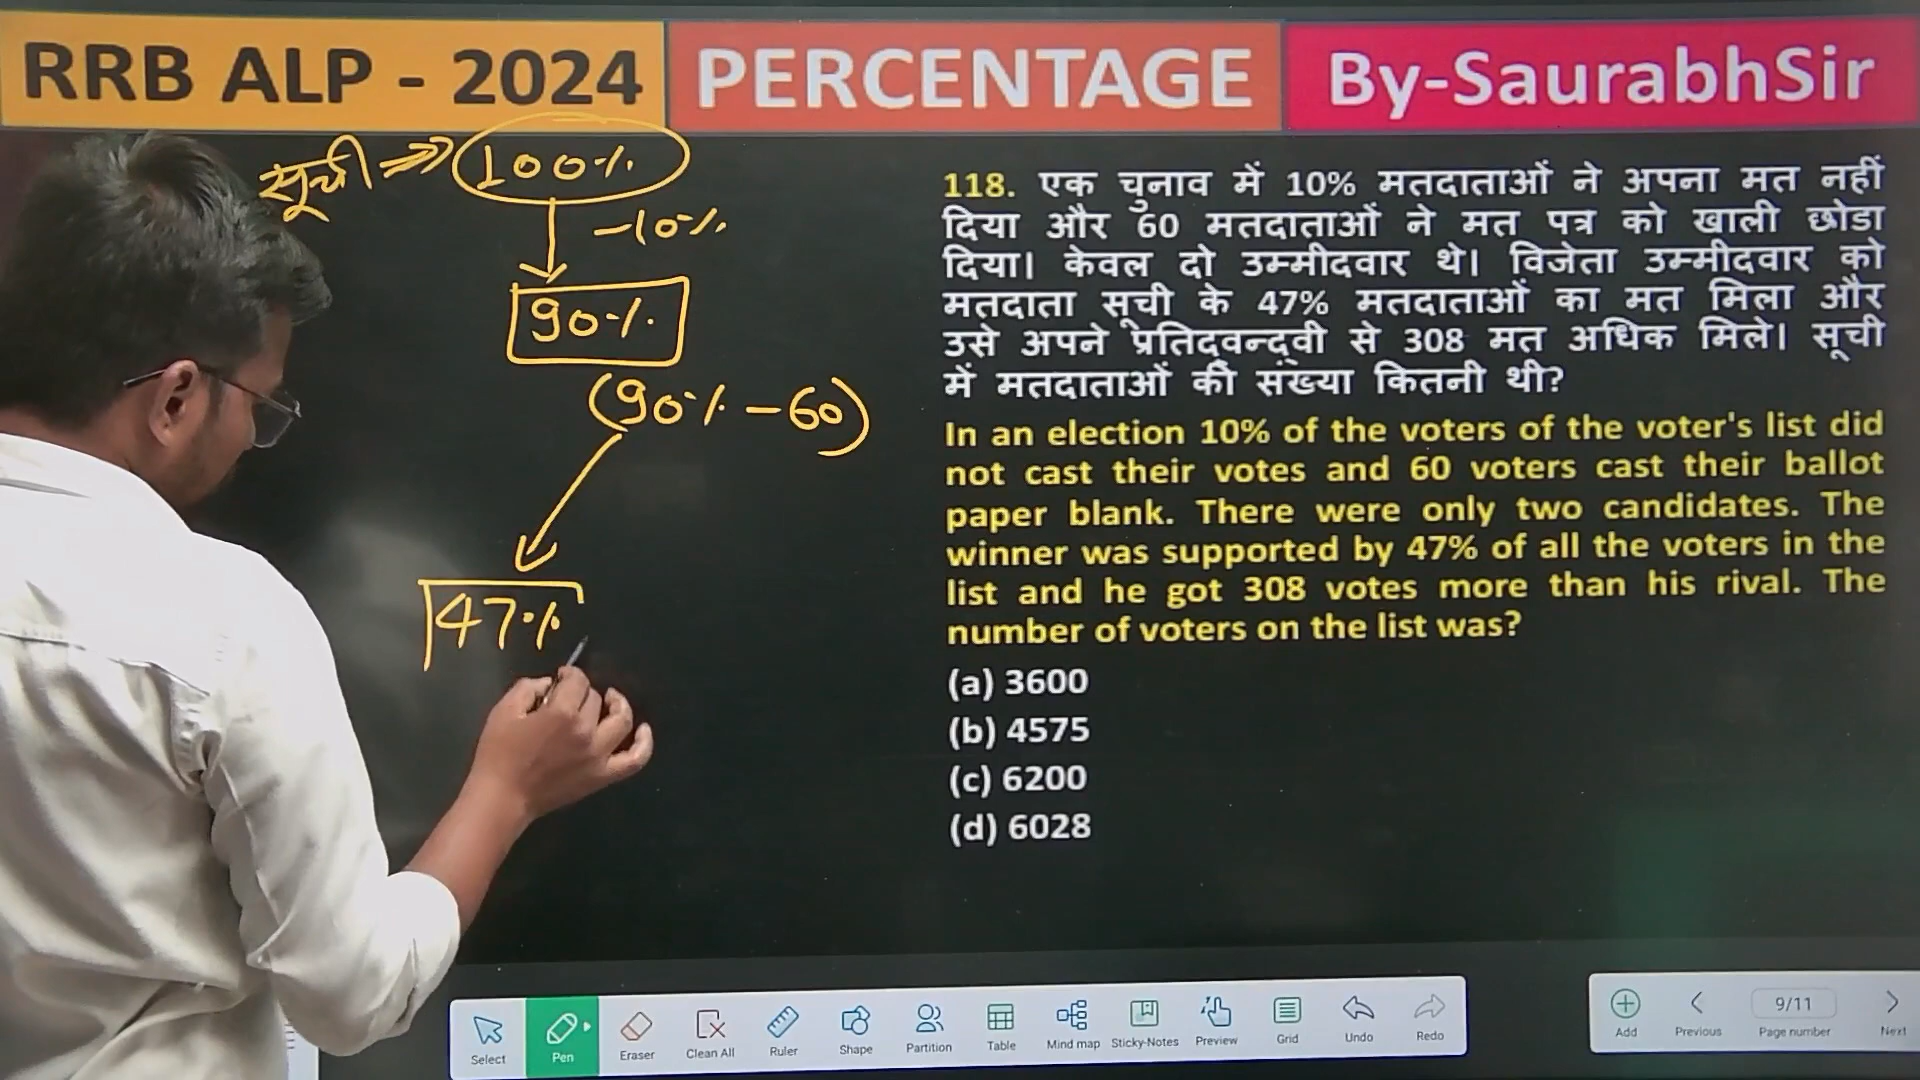 RRB ALP - 2024
PERCENTAGE
By-SaurabhSir
सूची ⇒ 100%
-10%
90%
(90% - 60)
47%
118. एक चुनाव में 10% मतदाताओं ने अपना मत नहीं
दिया और 60 मतदाताओं ने मत पत्र को खाली छोडा
दिया। केवल दो उम्मीदवार थे। विजेता उम्मीदवार को
मतदाता सूची के 47% मतदाताओं का मत मिला और
उसे अपने प्रतिद्वन्द्वी से 308 मत अधिक मिले। सूची
में मतदाताओं की संख्या कितनी थी?
In an election 10% of the voters of the voter's list did
not cast their votes and 60 voters cast their ballot
paper blank. There were only two candidates. The
winner was supported by 47% of all the voters in the
list and he got 308 votes more than his rival. The
number of voters on the list was?
(a) 3600
(b) 4575
(c) 6200
(d) 6028
Select
Pen
Eraser
Clean All
Ruler
Shape
Partition
Table
Mind map
Sticky-Notes
Preview
Grid
Undo
Redo
Add
Previous
9/11
Page number
Next